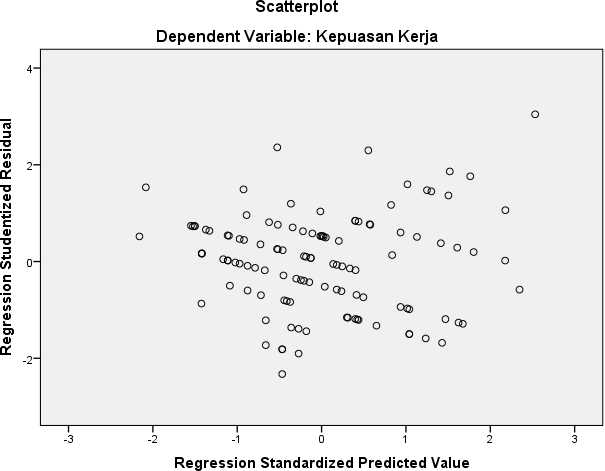 Scatterplot
Dependent Variable: Kepuasan Kerja
Regression Studentized Residual
4
2
0
-2
-3
-2
-1
0
1
2
3
Regression Standardized Predicted Value